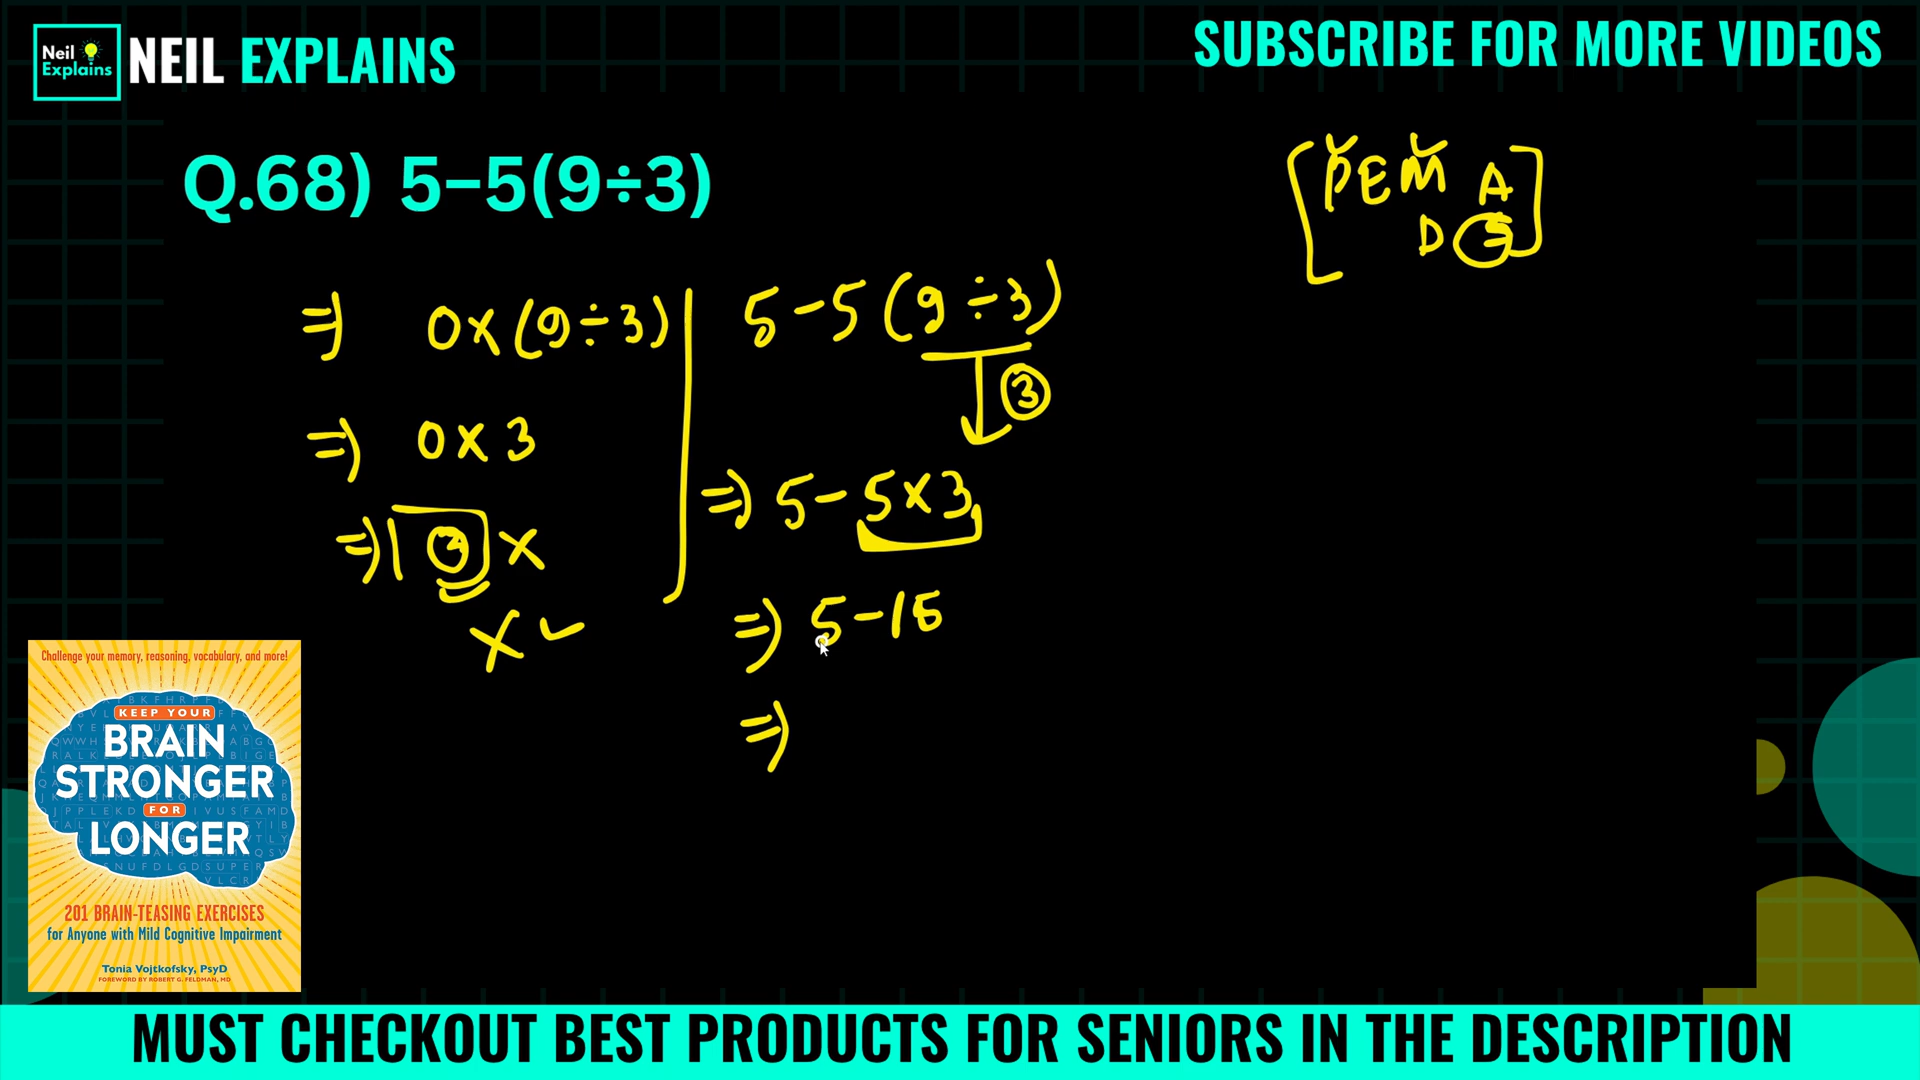 Neil Explains
NEIL EXPLAINS
SUBSCRIBE FOR MORE VIDEOS
Q.68) 5–5(9÷3)
PEMA
DS
⇒ 0×(9÷3)
⇒ 0×3
⇒ 0 ×
× ✓
5-5(9÷3)
3
⇒ 5-5×3
⇒ 5-15
⇒
Challenge your memory, reasoning, vocabulary, and more!
KEEP YOUR
BRAIN
STRONGER
FOR
LONGER
201 BRAIN-TEASING EXERCISES
for Anyone with Mild Cognitive Impairment
Tonia Vojtkofsky, PsyD
FOREWORD BY ROBERT G. FELDMAN, MD
MUST CHECKOUT BEST PRODUCTS FOR SENIORS IN THE DESCRIPTION